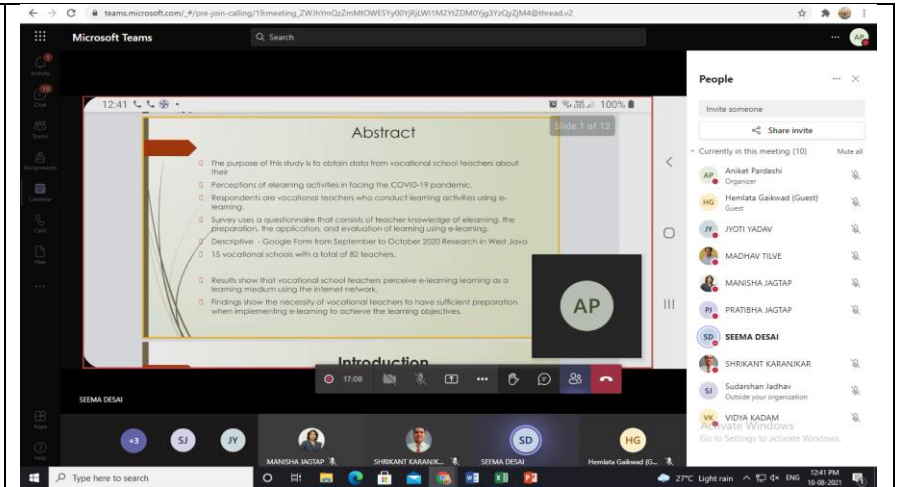 teams.microsoft.com/_#/pre-join-calling/19:meeting_ZWJhYmQzZmMtOWE5Yy00YjRjLWI1M2YtZDM0Yjg3YzQyZjM4@thread.v2
Microsoft Teams
Search
AP
Activity
Chat
Teams
Assignments
Calendar
Calls
Files
Apps
Help
12:41
100%
Slide 1 of 12
Abstract
The purpose of this study is to obtain data from vocational school teachers about
their
Perceptions of elearning activities in facing the COVID-19 pandemic.
Respondents are vocational teachers who conduct learning activities using e-
learning.
Survey uses a questionnaire that consists of teacher knowledge of elearning, the
preparation, the application, and evaluation of learning using e-learning.
Descriptive - Google Form from September to October 2020 Research in West Java
15 vocational schools with a total of 82 teachers.
Results show that vocational school teachers perceive e-learning learning as a
learning medium using the internet network.
Findings show the necessity of vocational teachers to have sufficient preparation
when implementing e-learning to achieve the learning objectives.
Introduction
AP
17:08
SEEMA DESAI
+3
SJ
JY
MANISHA JAGTAP
SHRIKANT KARANJK...
SD
SEEMA DESAI
HG
Hemlata Gaikwad (G...
People
Invite someone
Share invite
Currently in this meeting (10)
Mute all
AP
Aniket Pardeshi
Organizer
HG
Hemlata Gaikwad (Guest)
Guest
JY
JYOTI YADAV
MADHAV TILVE
MANISHA JAGTAP
PJ
PRATIBHA JAGTAP
SD
SEEMA DESAI
SHRIKANT KARANJKAR
SJ
Sudarshan Jadhav
Outside your organization
VK
VIDYA KADAM
Activate Windows
Go to Settings to activate Windows.
Type here to search
27°C Light rain
ENG
12:41 PM
10-08-2021